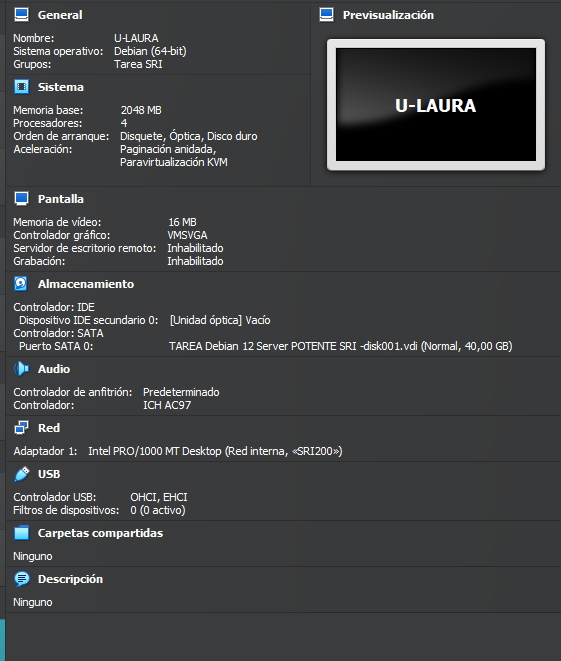 General
Nombre: U-LAURA
Sistema operativo: Debian (64-bit)
Grupos: Tarea SRI
Previsualización
U-LAURA
Sistema
Memoria base: 2048 MB
Procesadores: 4
Orden de arranque: Disquete, Óptica, Disco duro
Aceleración: Paginación anidada,
Paravirtualización KVM
Pantalla
Memoria de vídeo: 16 MB
Controlador gráfico: VMSVGA
Servidor de escritorio remoto: Inhabilitado
Grabación: Inhabilitado
Almacenamiento
Controlador: IDE
Dispositivo IDE secundario 0: [Unidad óptica] Vacío
Controlador: SATA
Puerto SATA 0: TAREA Debian 12 Server POTENTE SRI -disk001.vdi (Normal, 40,00 GB)
Audio
Controlador de anfitrión: Predeterminado
Controlador: ICH AC97
Red
Adaptador 1: Intel PRO/1000 MT Desktop (Red interna, «SRI200»)
USB
Controlador USB: OHCI, EHCI
Filtros de dispositivos: 0 (0 activo)
Carpetas compartidas
Ninguno
Descripción
Ninguno